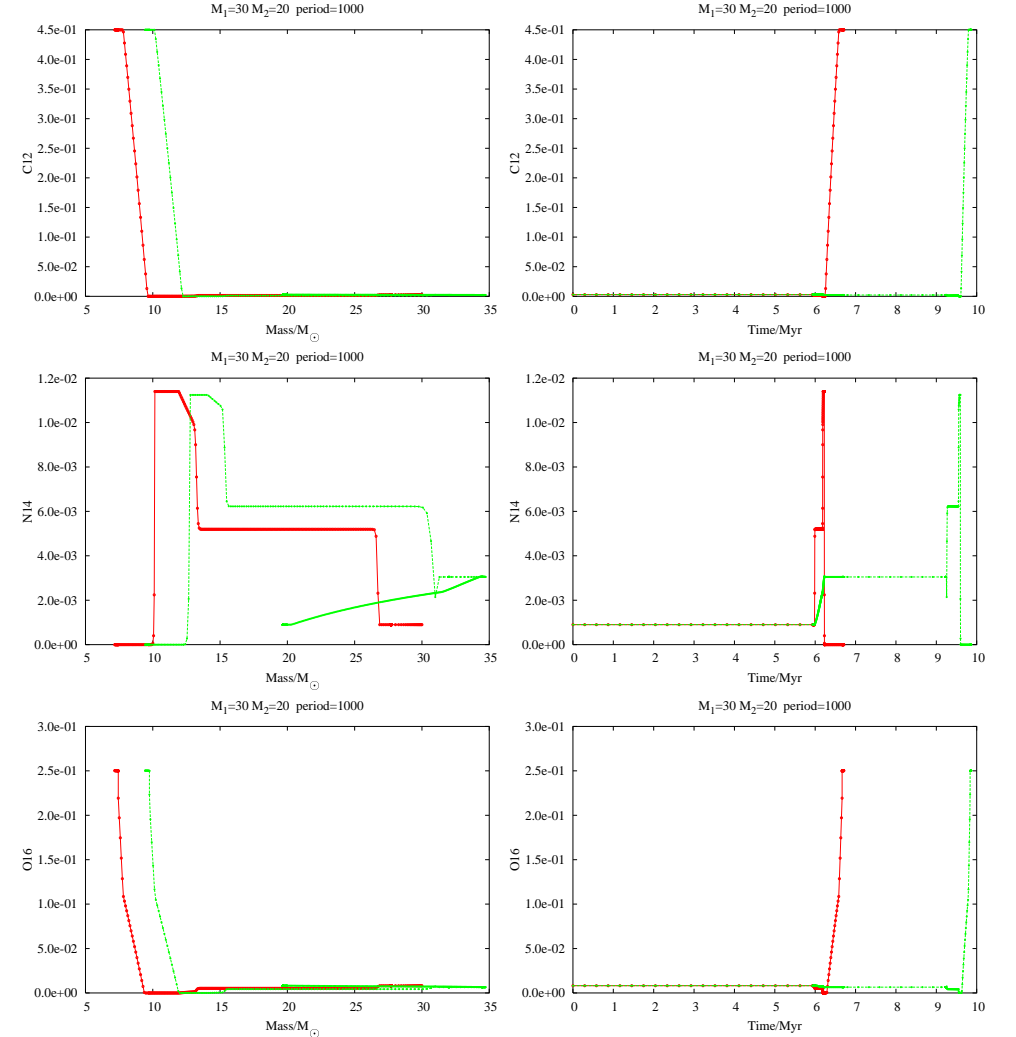 M1=30 M2=20 period=1000
M1=30 M2=20 period=1000
4.5e-01
4.5e-01
3.5e-01
3.0e-01
2.5e-01
2.0e-01
1.5e-01
1.0e-01
5.0e-02
0.0e+00
C12
5 10 15 20 25 30 35
Mass/M☉
4.5e-01
4.5e-01
3.5e-01
3.0e-01
2.5e-01
2.0e-01
1.5e-01
1.0e-01
5.0e-02
0.0e+00
C12
0 1 2 3 4 5 6 7 8 9 10
Time/Myr
M1=30 M2=20 period=1000
M1=30 M2=20 period=1000
1.2e-02
1.0e-02
8.0e-03
6.0e-03
4.0e-03
2.0e-03
0.0e+00
N14
5 10 15 20 25 30 35
Mass/M☉
1.2e-02
1.0e-02
8.0e-03
6.0e-03
4.0e-03
2.0e-03
0.0e+00
N14
0 1 2 3 4 5 6 7 8 9 10
Time/Myr
M1=30 M2=20 period=1000
M1=30 M2=20 period=1000
3.0e-01
2.5e-01
2.0e-01
1.5e-01
1.0e-01
5.0e-02
0.0e+00
O16
5 10 15 20 25 30 35
Mass/M☉
3.0e-01
2.5e-01
2.0e-01
1.5e-01
1.0e-01
5.0e-02
0.0e+00
O16
0 1 2 3 4 5 6 7 8 9 10
Time/Myr